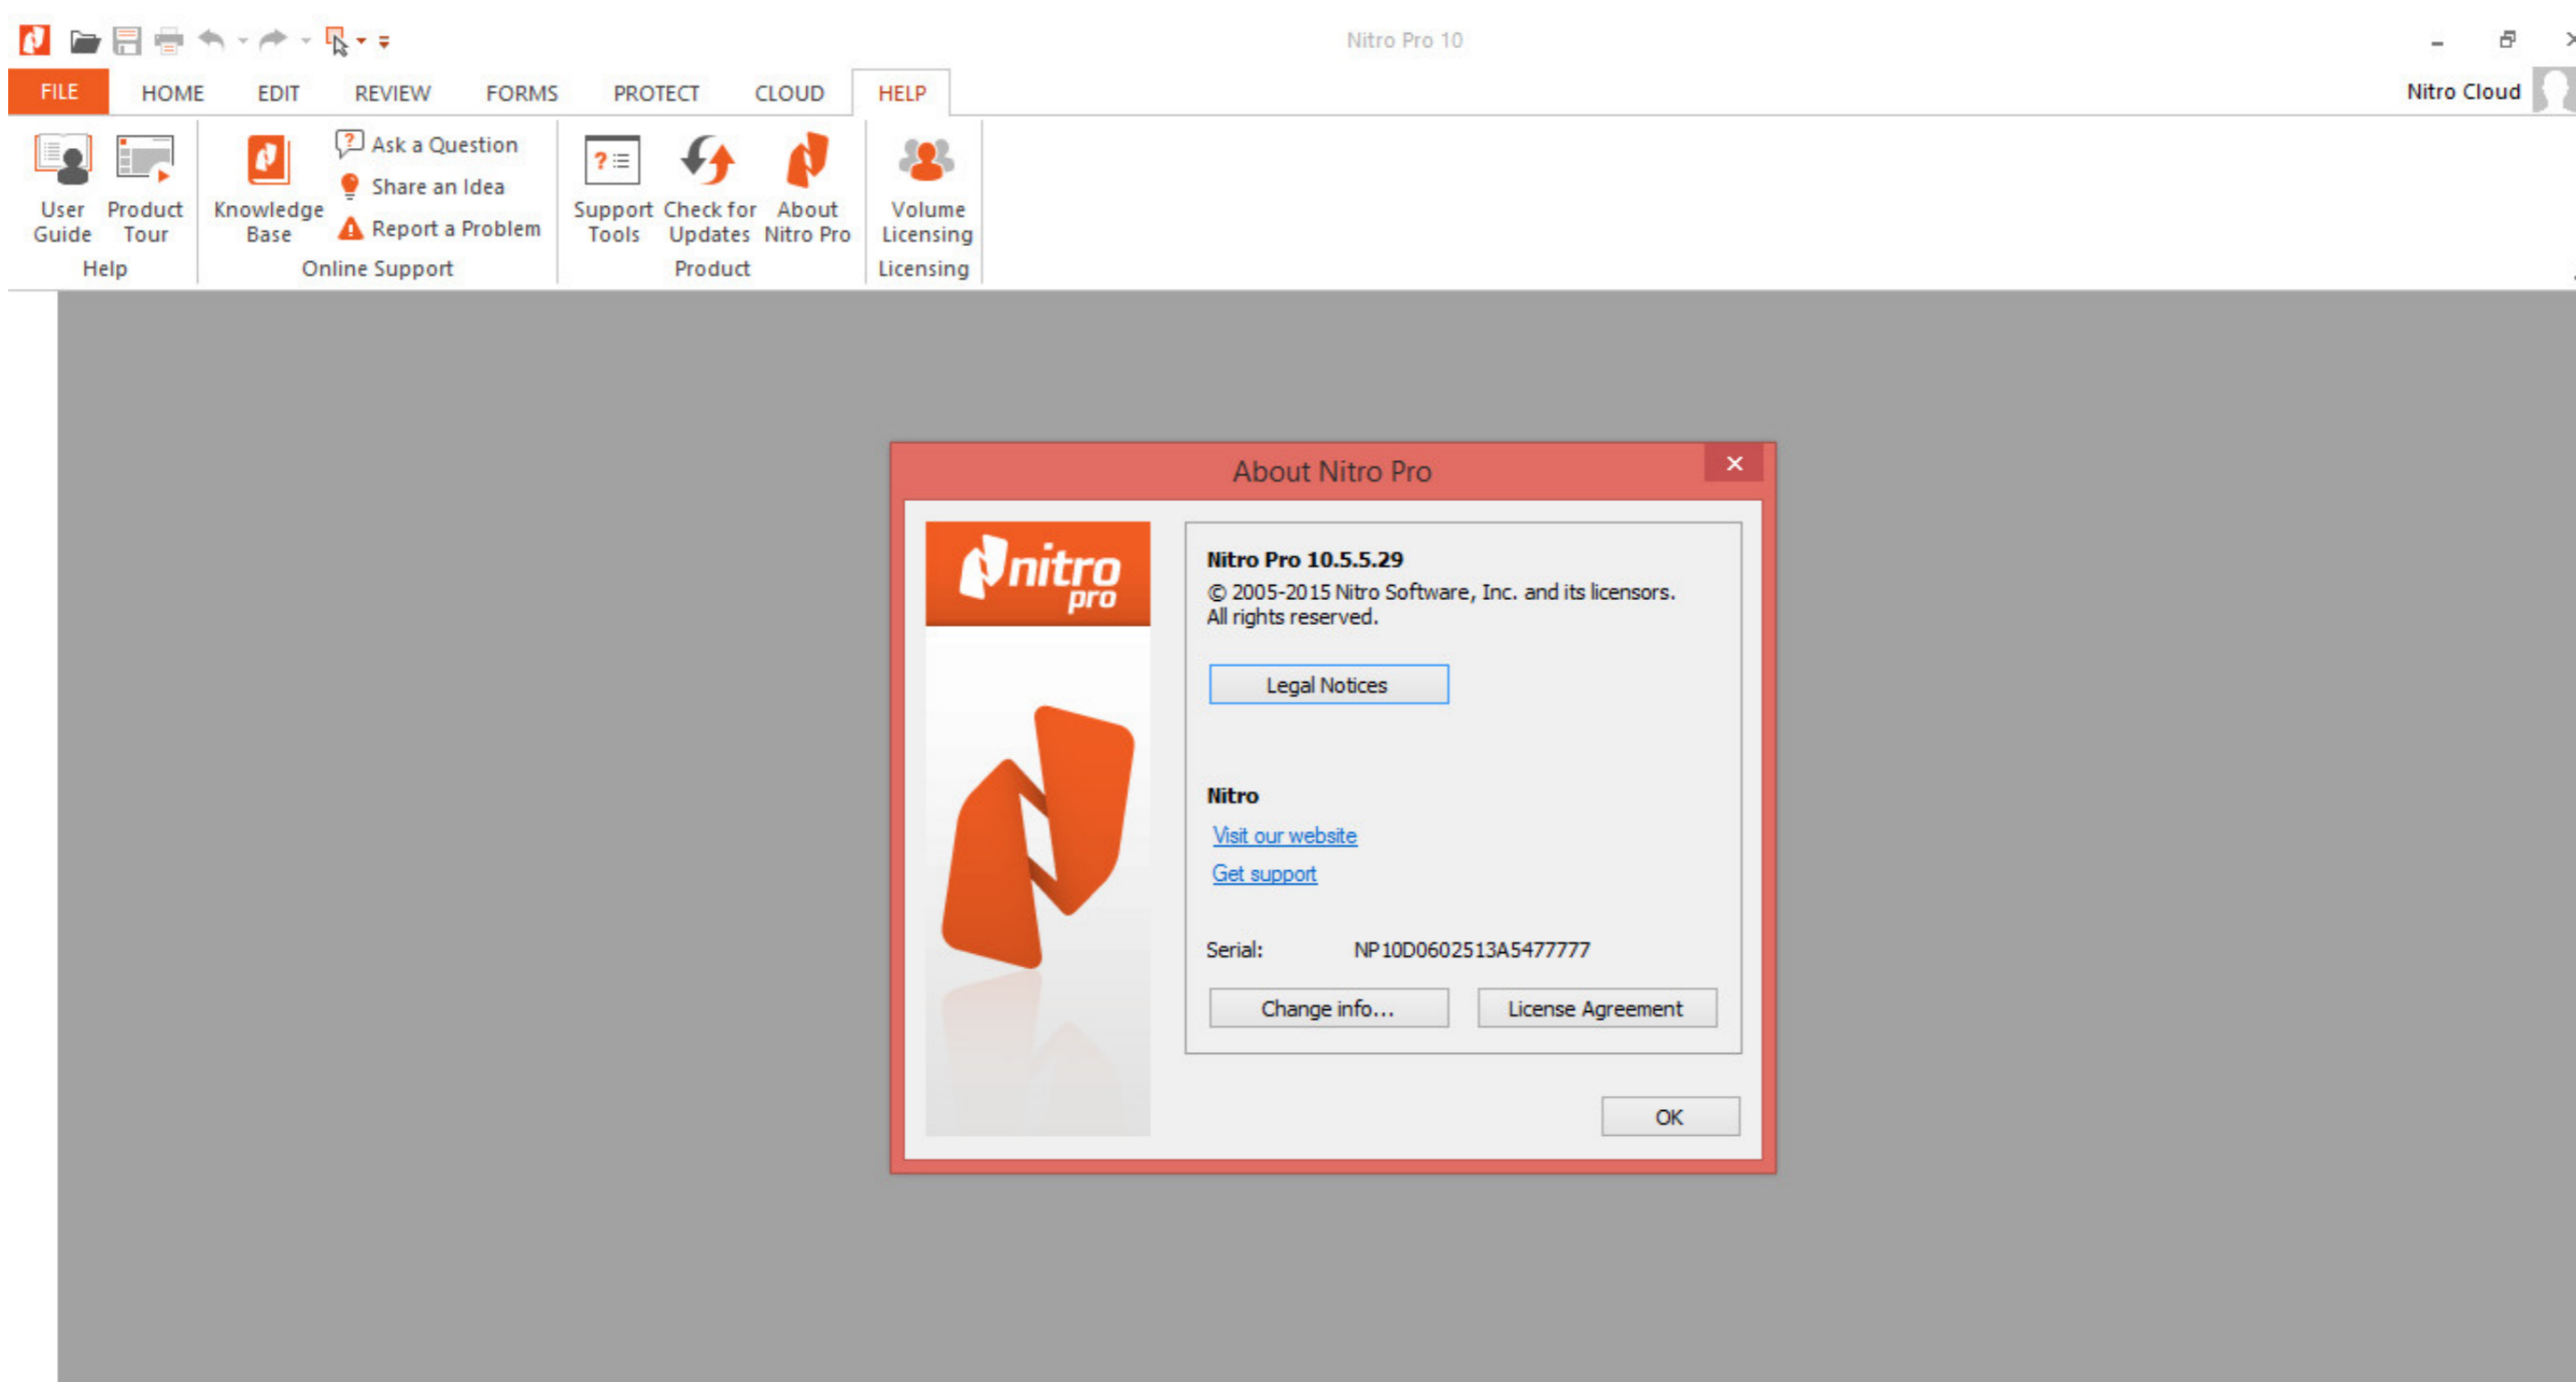 Nitro Pro 10
FILE HOME EDIT REVIEW FORMS PROTECT CLOUD HELP Nitro Cloud
User Guide
Product Tour
Help
Knowledge Base
Ask a Question
Share an Idea
Report a Problem
Online Support
Support Tools
Check for Updates
About Nitro Pro
Product
Volume Licensing
Licensing
About Nitro Pro
nitro
pro
Nitro Pro 10.5.5.29
© 2005-2015 Nitro Software, Inc. and its licensors.
All rights reserved.
Legal Notices
Nitro
Visit our website
Get support
Serial: NP10D0602513A5477777
Change info... License Agreement
OK